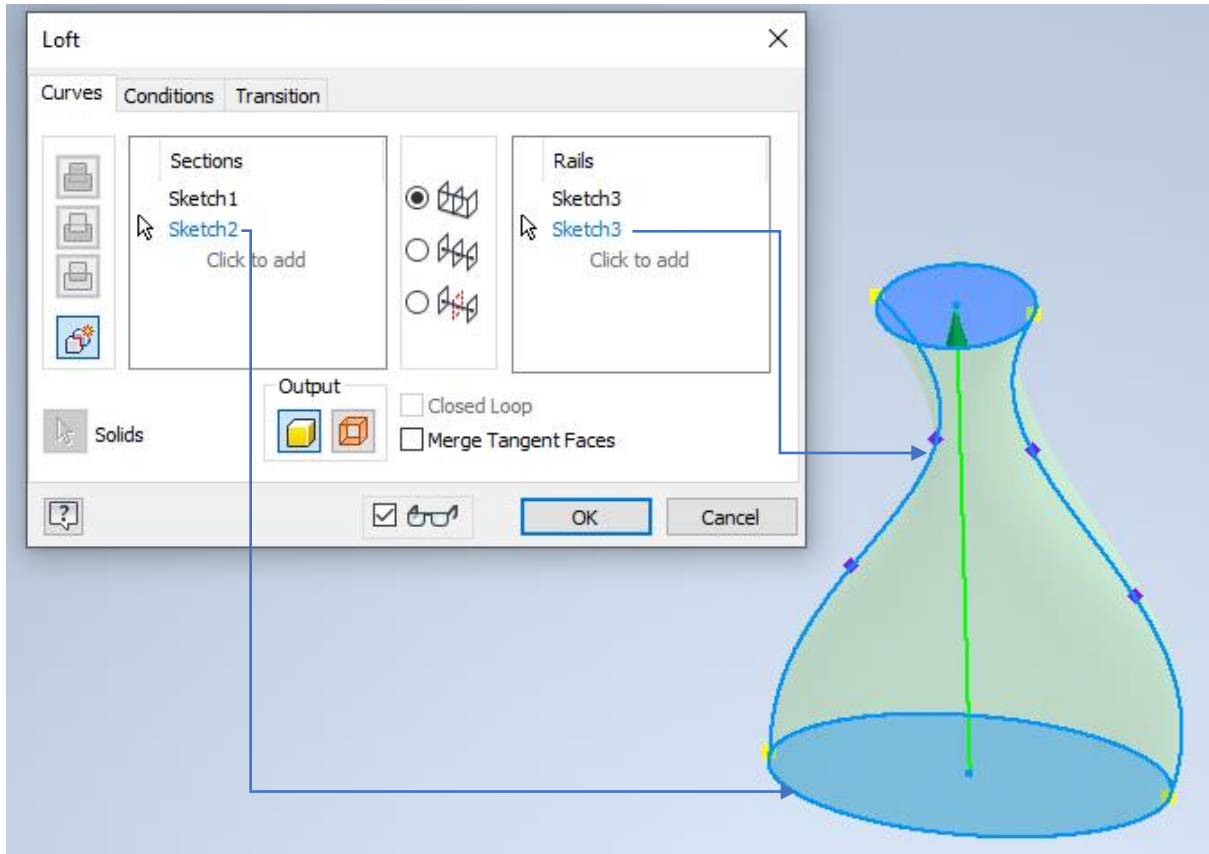 Loft
Curves Conditions Transition
Sections
Sketch1
Sketch2
Click to add
Rails
Sketch3
Sketch3
Click to add
Solids
Output
Closed Loop
Merge Tangent Faces
?
OK
Cancel